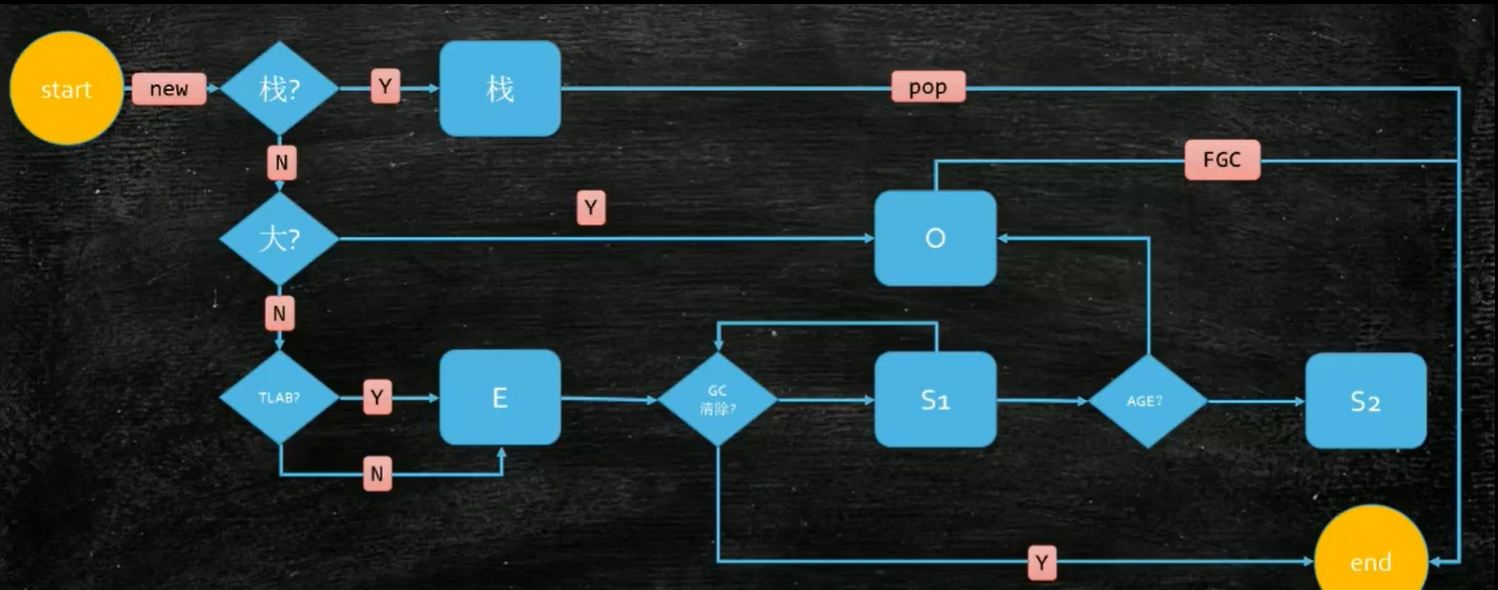 start
new
栈?
Y
栈
pop
N
FGC
大?
Y
O
N
TLAB?
Y
E
GC
清除?
S1
AGE?
S2
N
Y
end